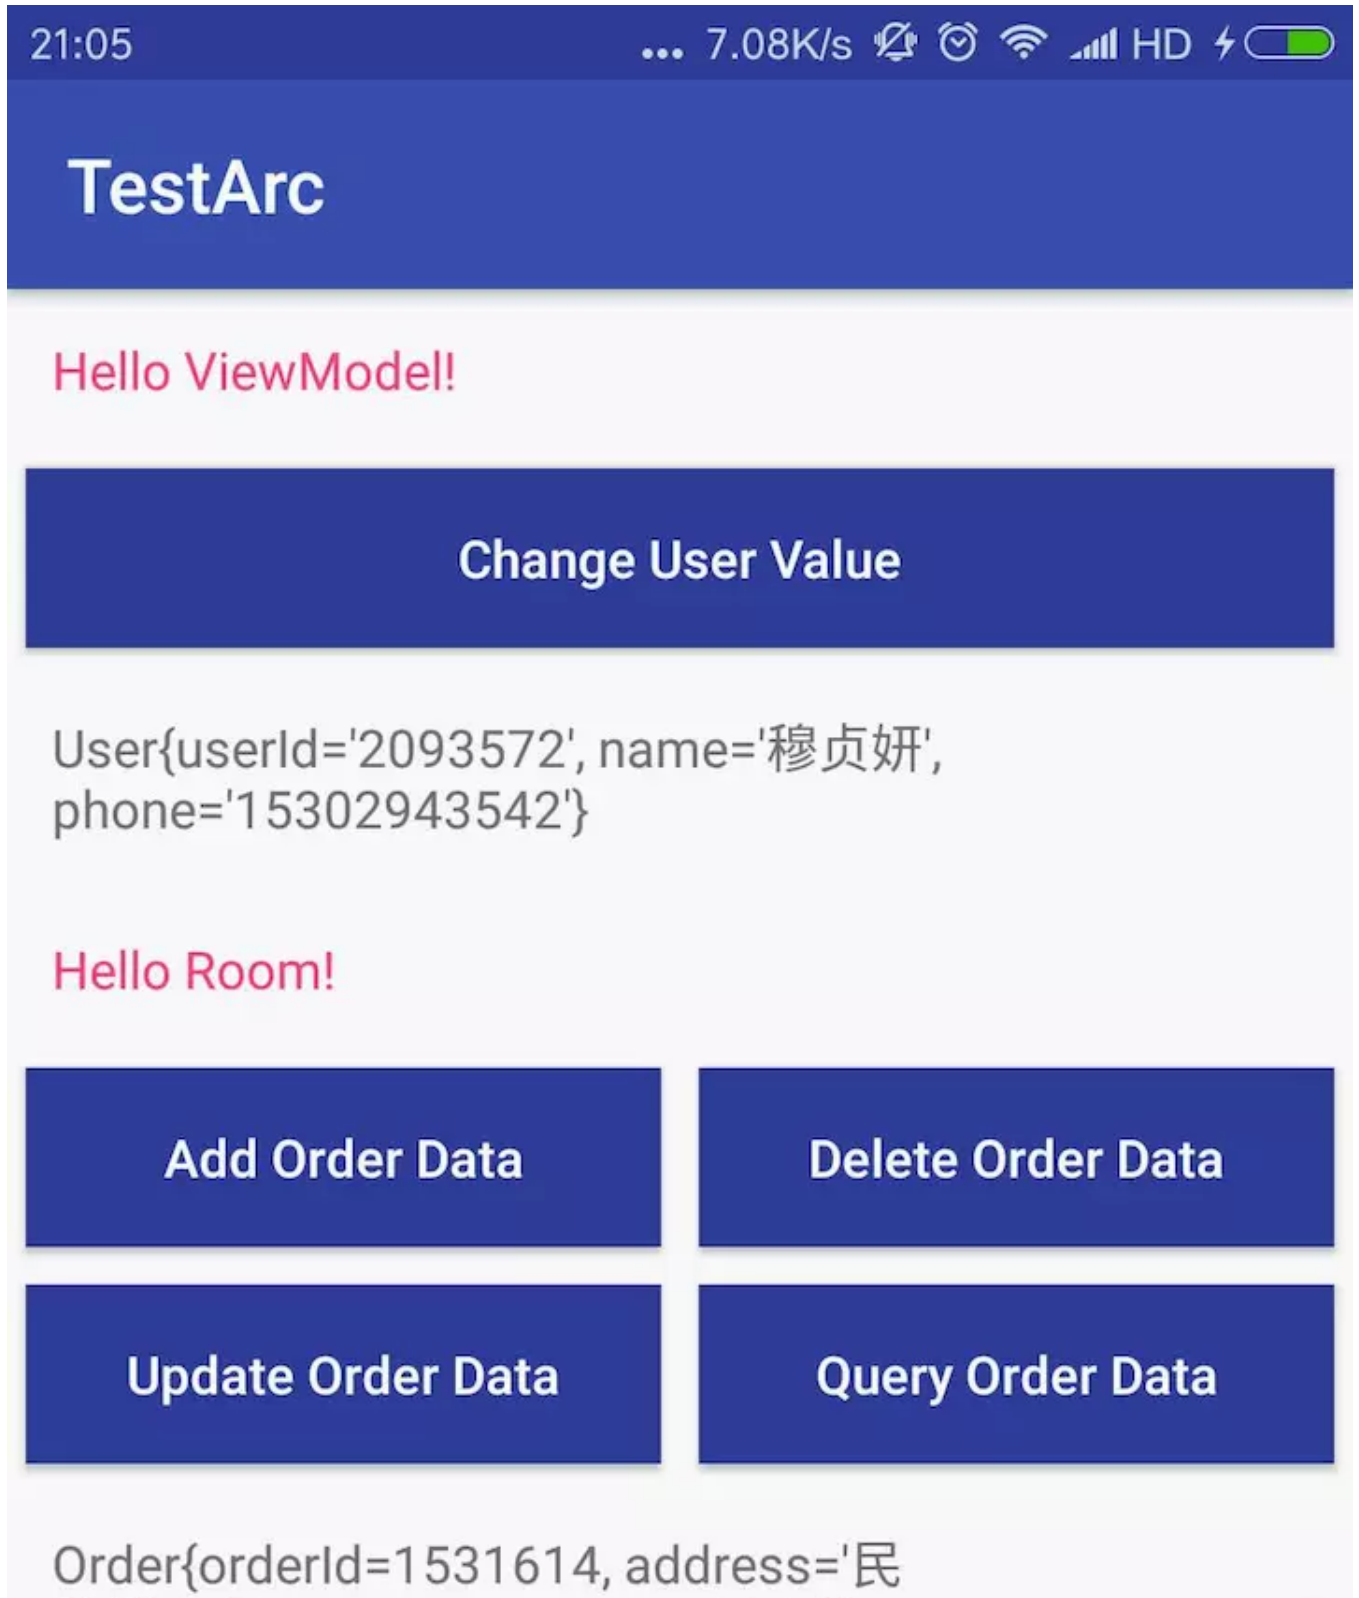 21:05 ... 7.08K/s HD
TestArc
Hello ViewModel!
Change User Value
User{userId='2093572', name='穆贞妍',
phone='15302943542'}
Hello Room!
Add Order Data Delete Order Data
Update Order Data Query Order Data
Order{orderId=1531614, address='民